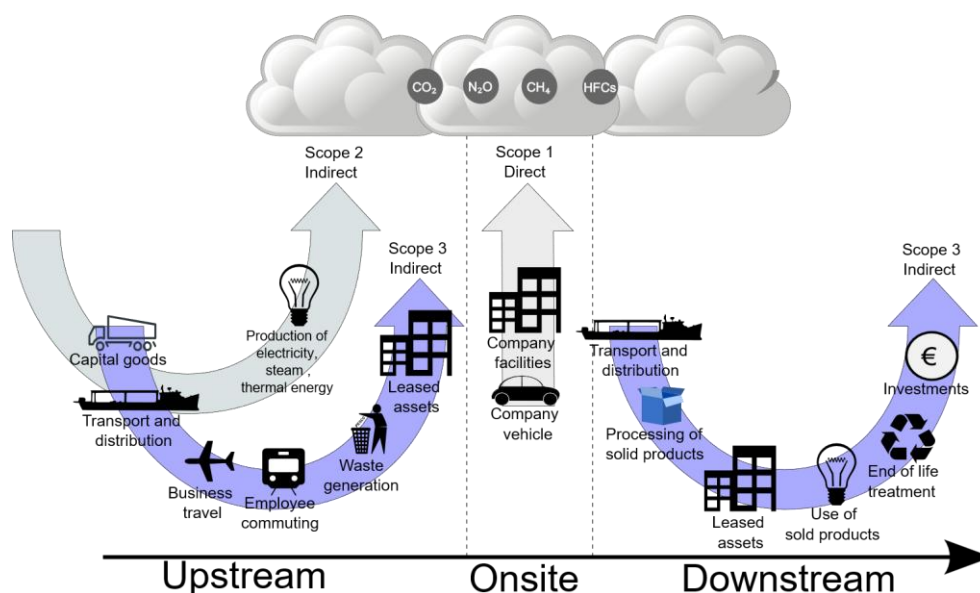 CO₂
N₂O
CH₄
HFCs
Scope 2
Indirect
Scope 1
Direct
Scope 3
Indirect
Scope 3
Indirect
Production of
electricity,
steam ,
thermal energy
Capital goods
Transport and
distribution
Business
travel
Employee
commuting
Waste
generation
Leased
assets
Company
facilities
Company
vehicle
Transport and
distribution
Processing of
solid products
Leased
assets
Use of
sold products
End of life
treatment
€
Investments
Upstream
Onsite
Downstream